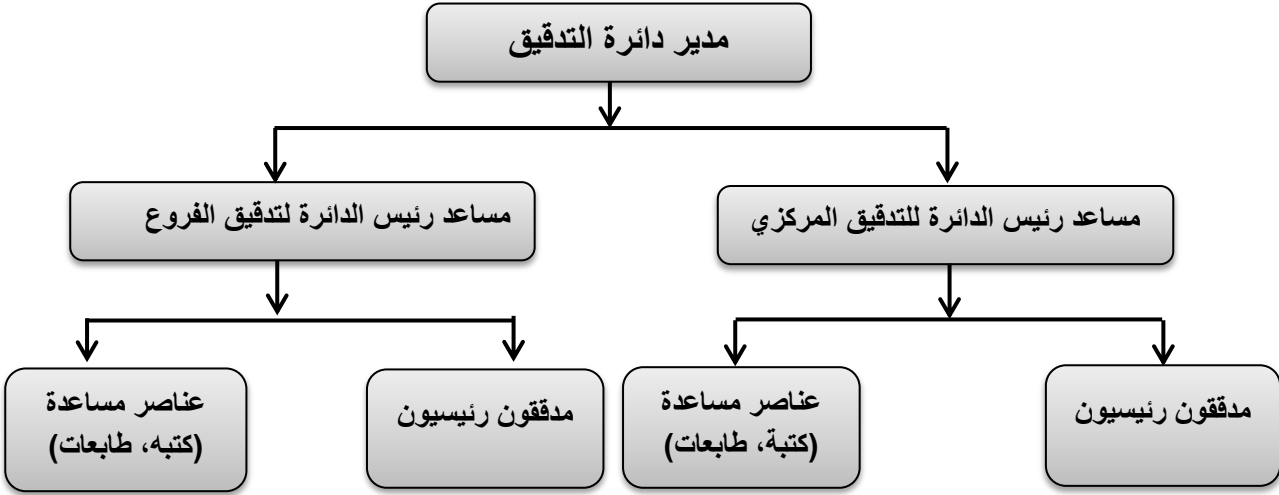 مدير دائرة التدقيق
مساعد رئيس الدائرة للتدقيق المركزي
مساعد رئيس الدائرة لتدقيق الفروع
مدققون رئيسيون
عناصر مساعدة
(كتبة، طابعات)
مدققون رئيسيون
عناصر مساعدة
(كتبه، طابعات)